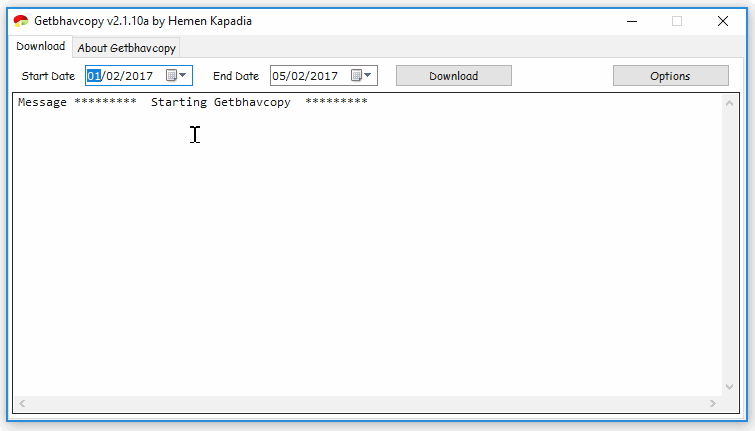 Getbhavcopy v2.1.10a by Hemen Kapadia
Download About Getbhavcopy
Start Date 01/02/2017 End Date 05/02/2017 Download Options
Message ********* Starting Getbhavcopy *********